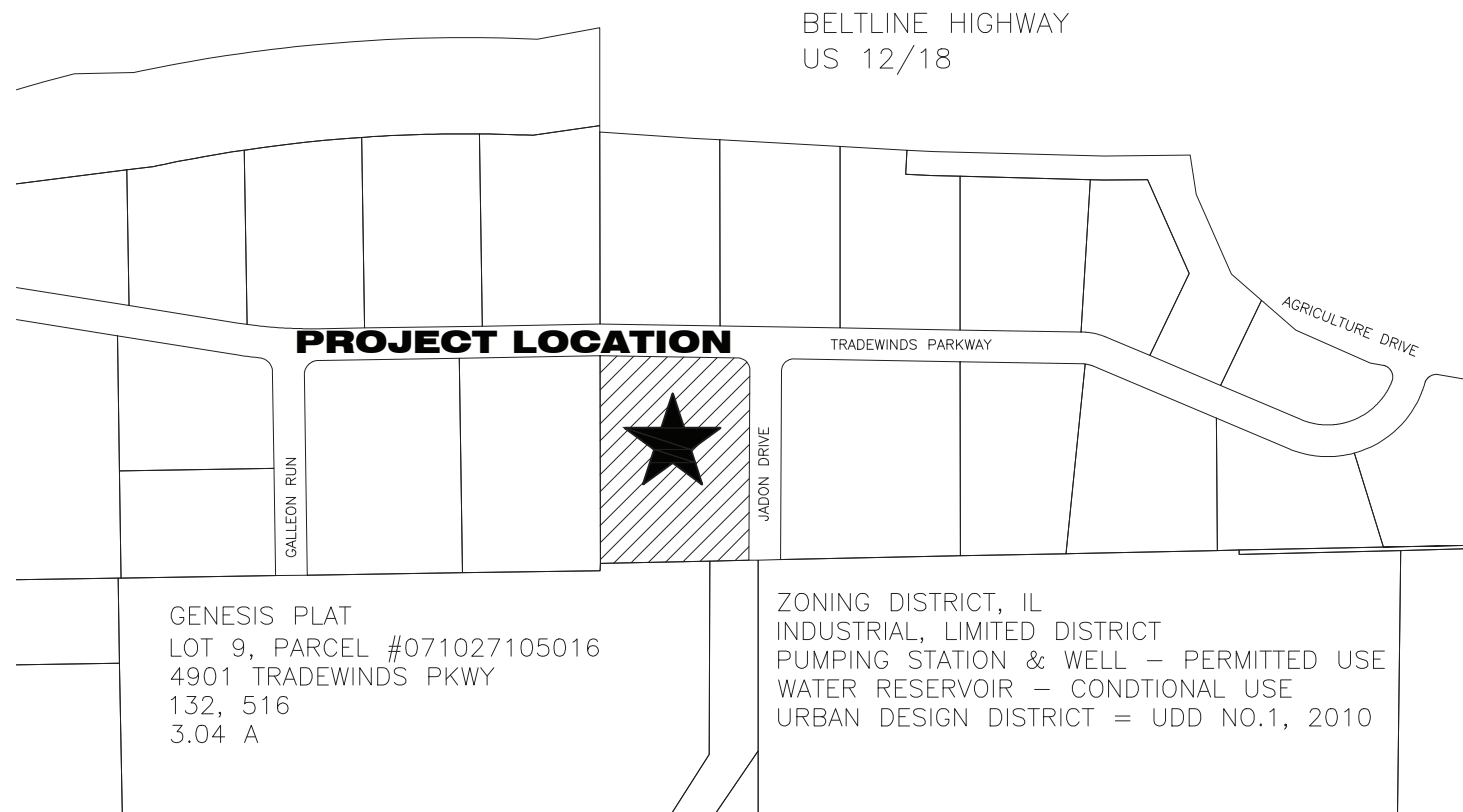 BELTLINE HIGHWAY
US 12/18
AGRICULTURE DRIVE
PROJECT LOCATION
TRADEWINDS PARKWAY
GALLEON RUN
JADON DRIVE
GENESIS PLAT
LOT 9, PARCEL #071027105016
4901 TRADEWINDS PKWY
132, 516
3.04 A
ZONING DISTRICT, IL
INDUSTRIAL, LIMITED DISTRICT
PUMPING STATION & WELL – PERMITTED USE
WATER RESERVOIR – CONDTIONAL USE
URBAN DESIGN DISTRICT = UDD NO.1, 2010